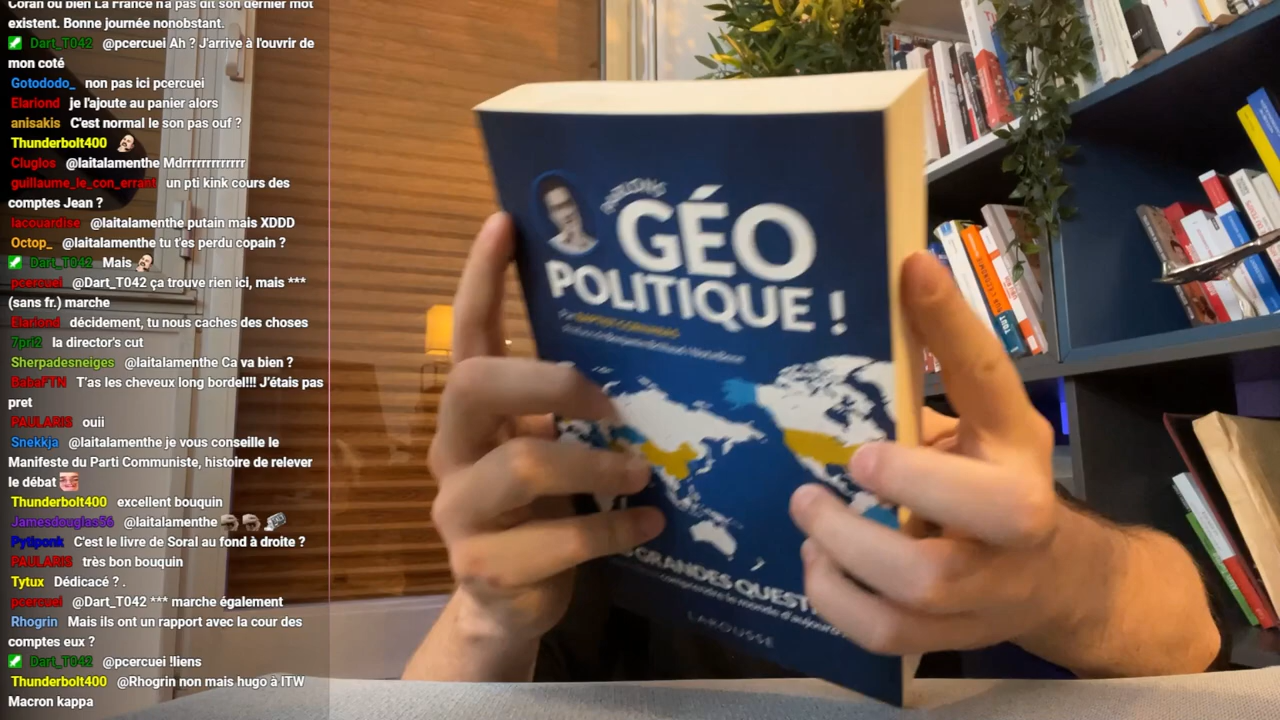 Coran ou bien La France n'a pas dit son dernier mot
existent. Bonne journée nonobstant.
Dart_T042 @pcercuei Ah ? J'arrive à l'ouvrir de
mon coté
Gotododo_ non pas ici pcercuei
Elariond je l'ajoute au panier alors
anisakis C'est normal le son pas ouf ?
Thunderbolt400
Cluglos @laitalamenthe Mdrrrrrrrrrrrr
guillaume_le_con_errant un pti kink cours des
comptes Jean ?
lacouardise @laitalamenthe putain mais XDDD
Octop_ @laitalamenthe tu t'es perdu copain ?
Dart_T042 Mais
pcercuei @Dart_T042 ça trouve rien ici, mais ***
(sans fr.) marche
Elariond décidement, tu nous caches des choses
7pri2 la director's cut
Sherpadesneiges @laitalamenthe Ca va bien ?
BabaFTN T'as les cheveux long bordel!!! J'étais pas
pret
PAULARIS ouii
Snekkja @laitalamenthe je vous conseille le
Manifeste du Parti Communiste, histoire de relever
le débat
Thunderbolt400 excellent bouquin
Jamesdouglas56 @laitalamenthe
Pytiponk C'est le livre de Soral au fond à droite ?
PAULARIS très bon bouquin
Tytux Dédicacé ? .
pcercuei @Dart_T042 *** marche également
Rhogrin Mais ils ont un rapport avec la cour des
comptes eux ?
Dart_T042 @pcercuei !liens
Thunderbolt400 @Rhogrin non mais hugo à ITW
Macron kappa
PARLONS
GÉO
POLITIQUE !
GRANDES QUEST
comprendre le monde d'aujourd'
LAROUSSE
TOUT